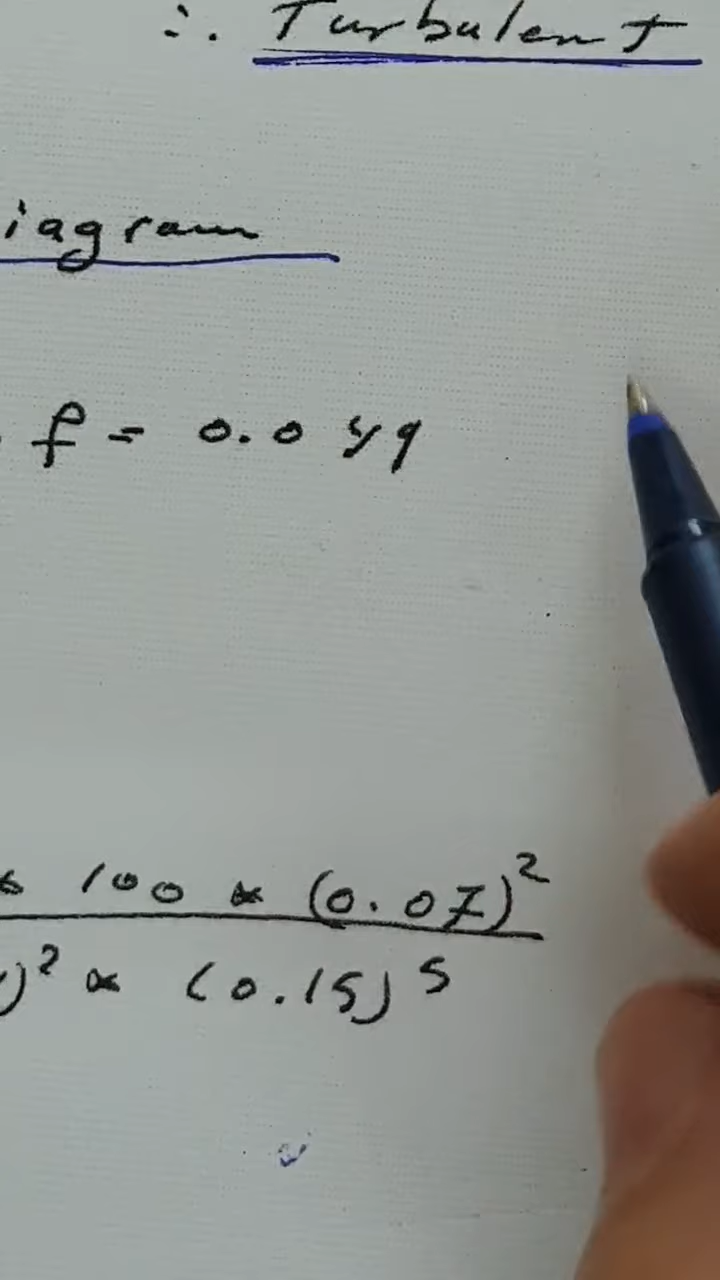 ∴ Turbulent
iagram
f = 0.049
100 * (0.07)²
)² * (0.15)⁵